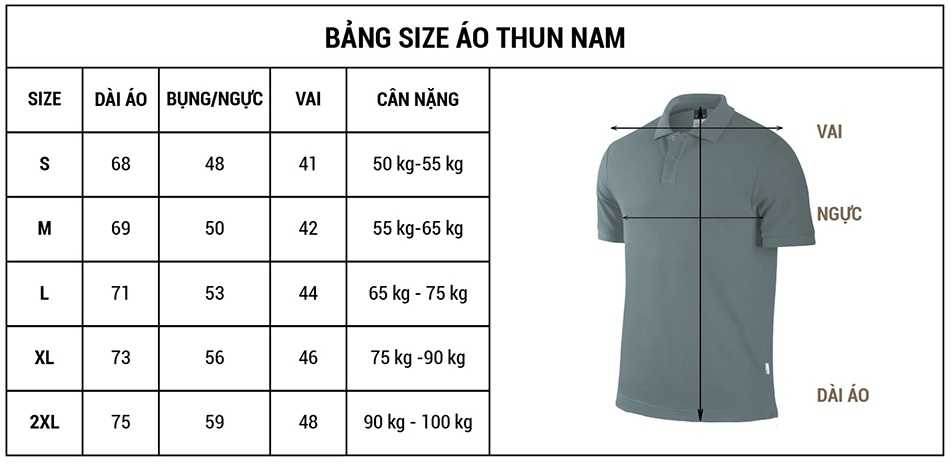 BẢNG SIZE ÁO THUN NAM
SIZE DÀI ÁO BỤNG/NGỰC VAI CÂN NẶNG
S 68 48 41 50 kg-55 kg
M 69 50 42 55 kg-65 kg
L 71 53 44 65 kg - 75 kg
XL 73 56 46 75 kg -90 kg
2XL 75 59 48 90 kg - 100 kg
VAI
NGỰC
DÀI ÁO